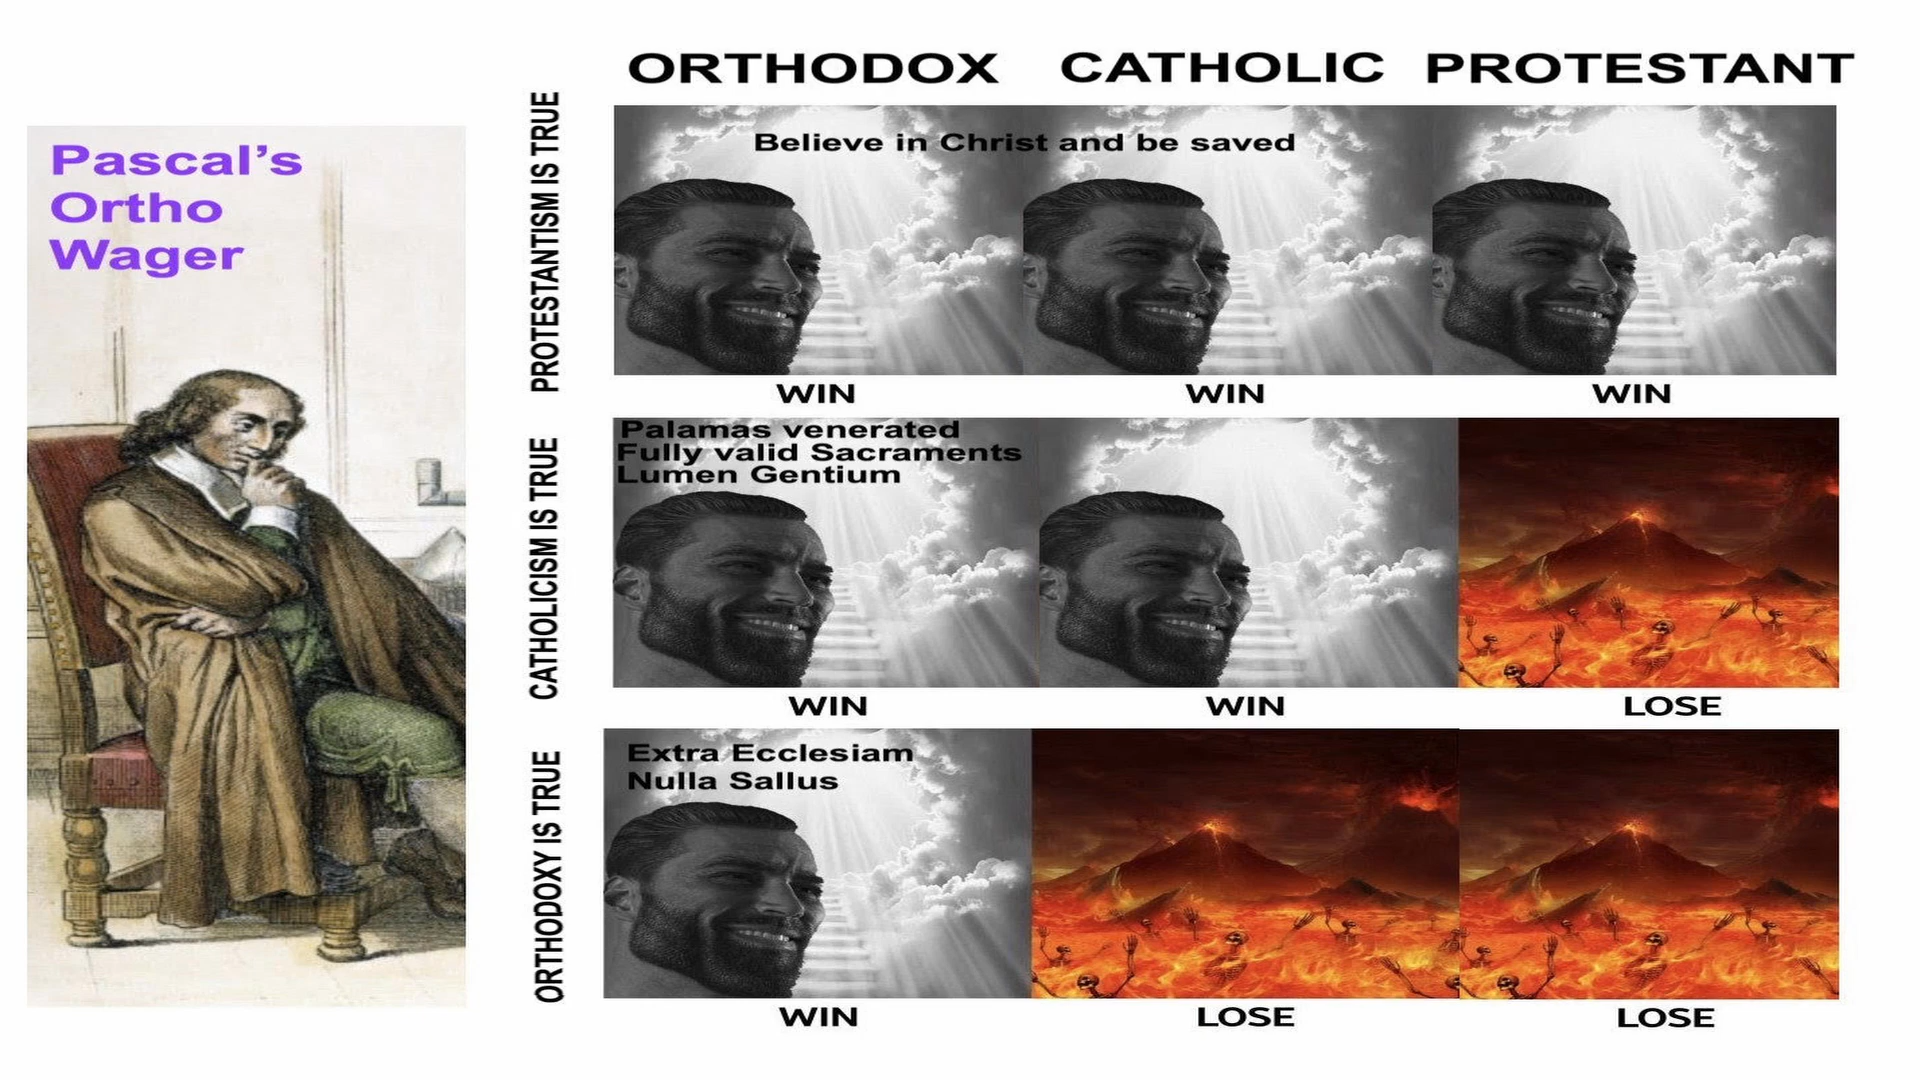 Pascal's
Ortho
Wager
ORTHODOX CATHOLIC PROTESTANT
PROTESTANTISM IS TRUE
Believe in Christ and be saved
WIN WIN WIN
CATHOLICISM IS TRUE
Palamas venerated
Fully valid Sacraments
Lumen Gentium
WIN WIN LOSE
ORTHODOXY IS TRUE
Extra Ecclesiam
Nulla Sallus
WIN LOSE LOSE